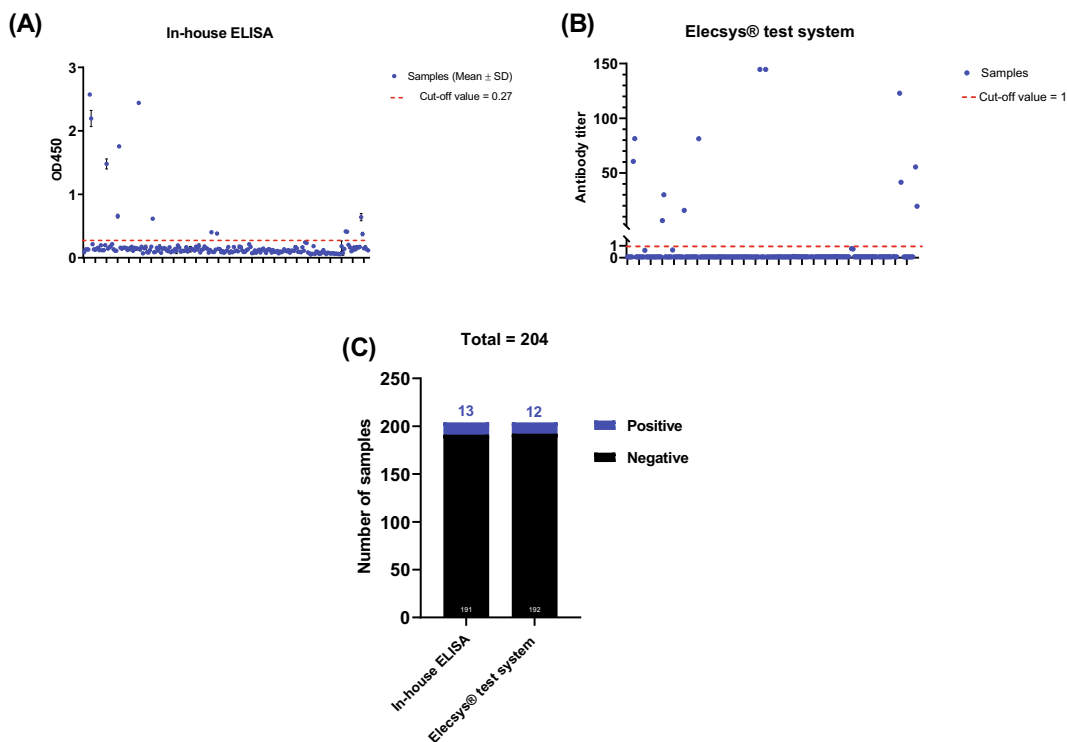 (A)
In-house ELISA
3
2
1
0
OD450
Samples (Mean ± SD)
Cut-off value = 0.27
(B)
Elecsys® test system
150
100
50
1
0
Antibody titer
Samples
Cut-off value = 1
(C)
Total = 204
250
200
150
100
50
0
Number of samples
13
12
191
192
In-house ELISA
Elecsys® test system
Positive
Negative